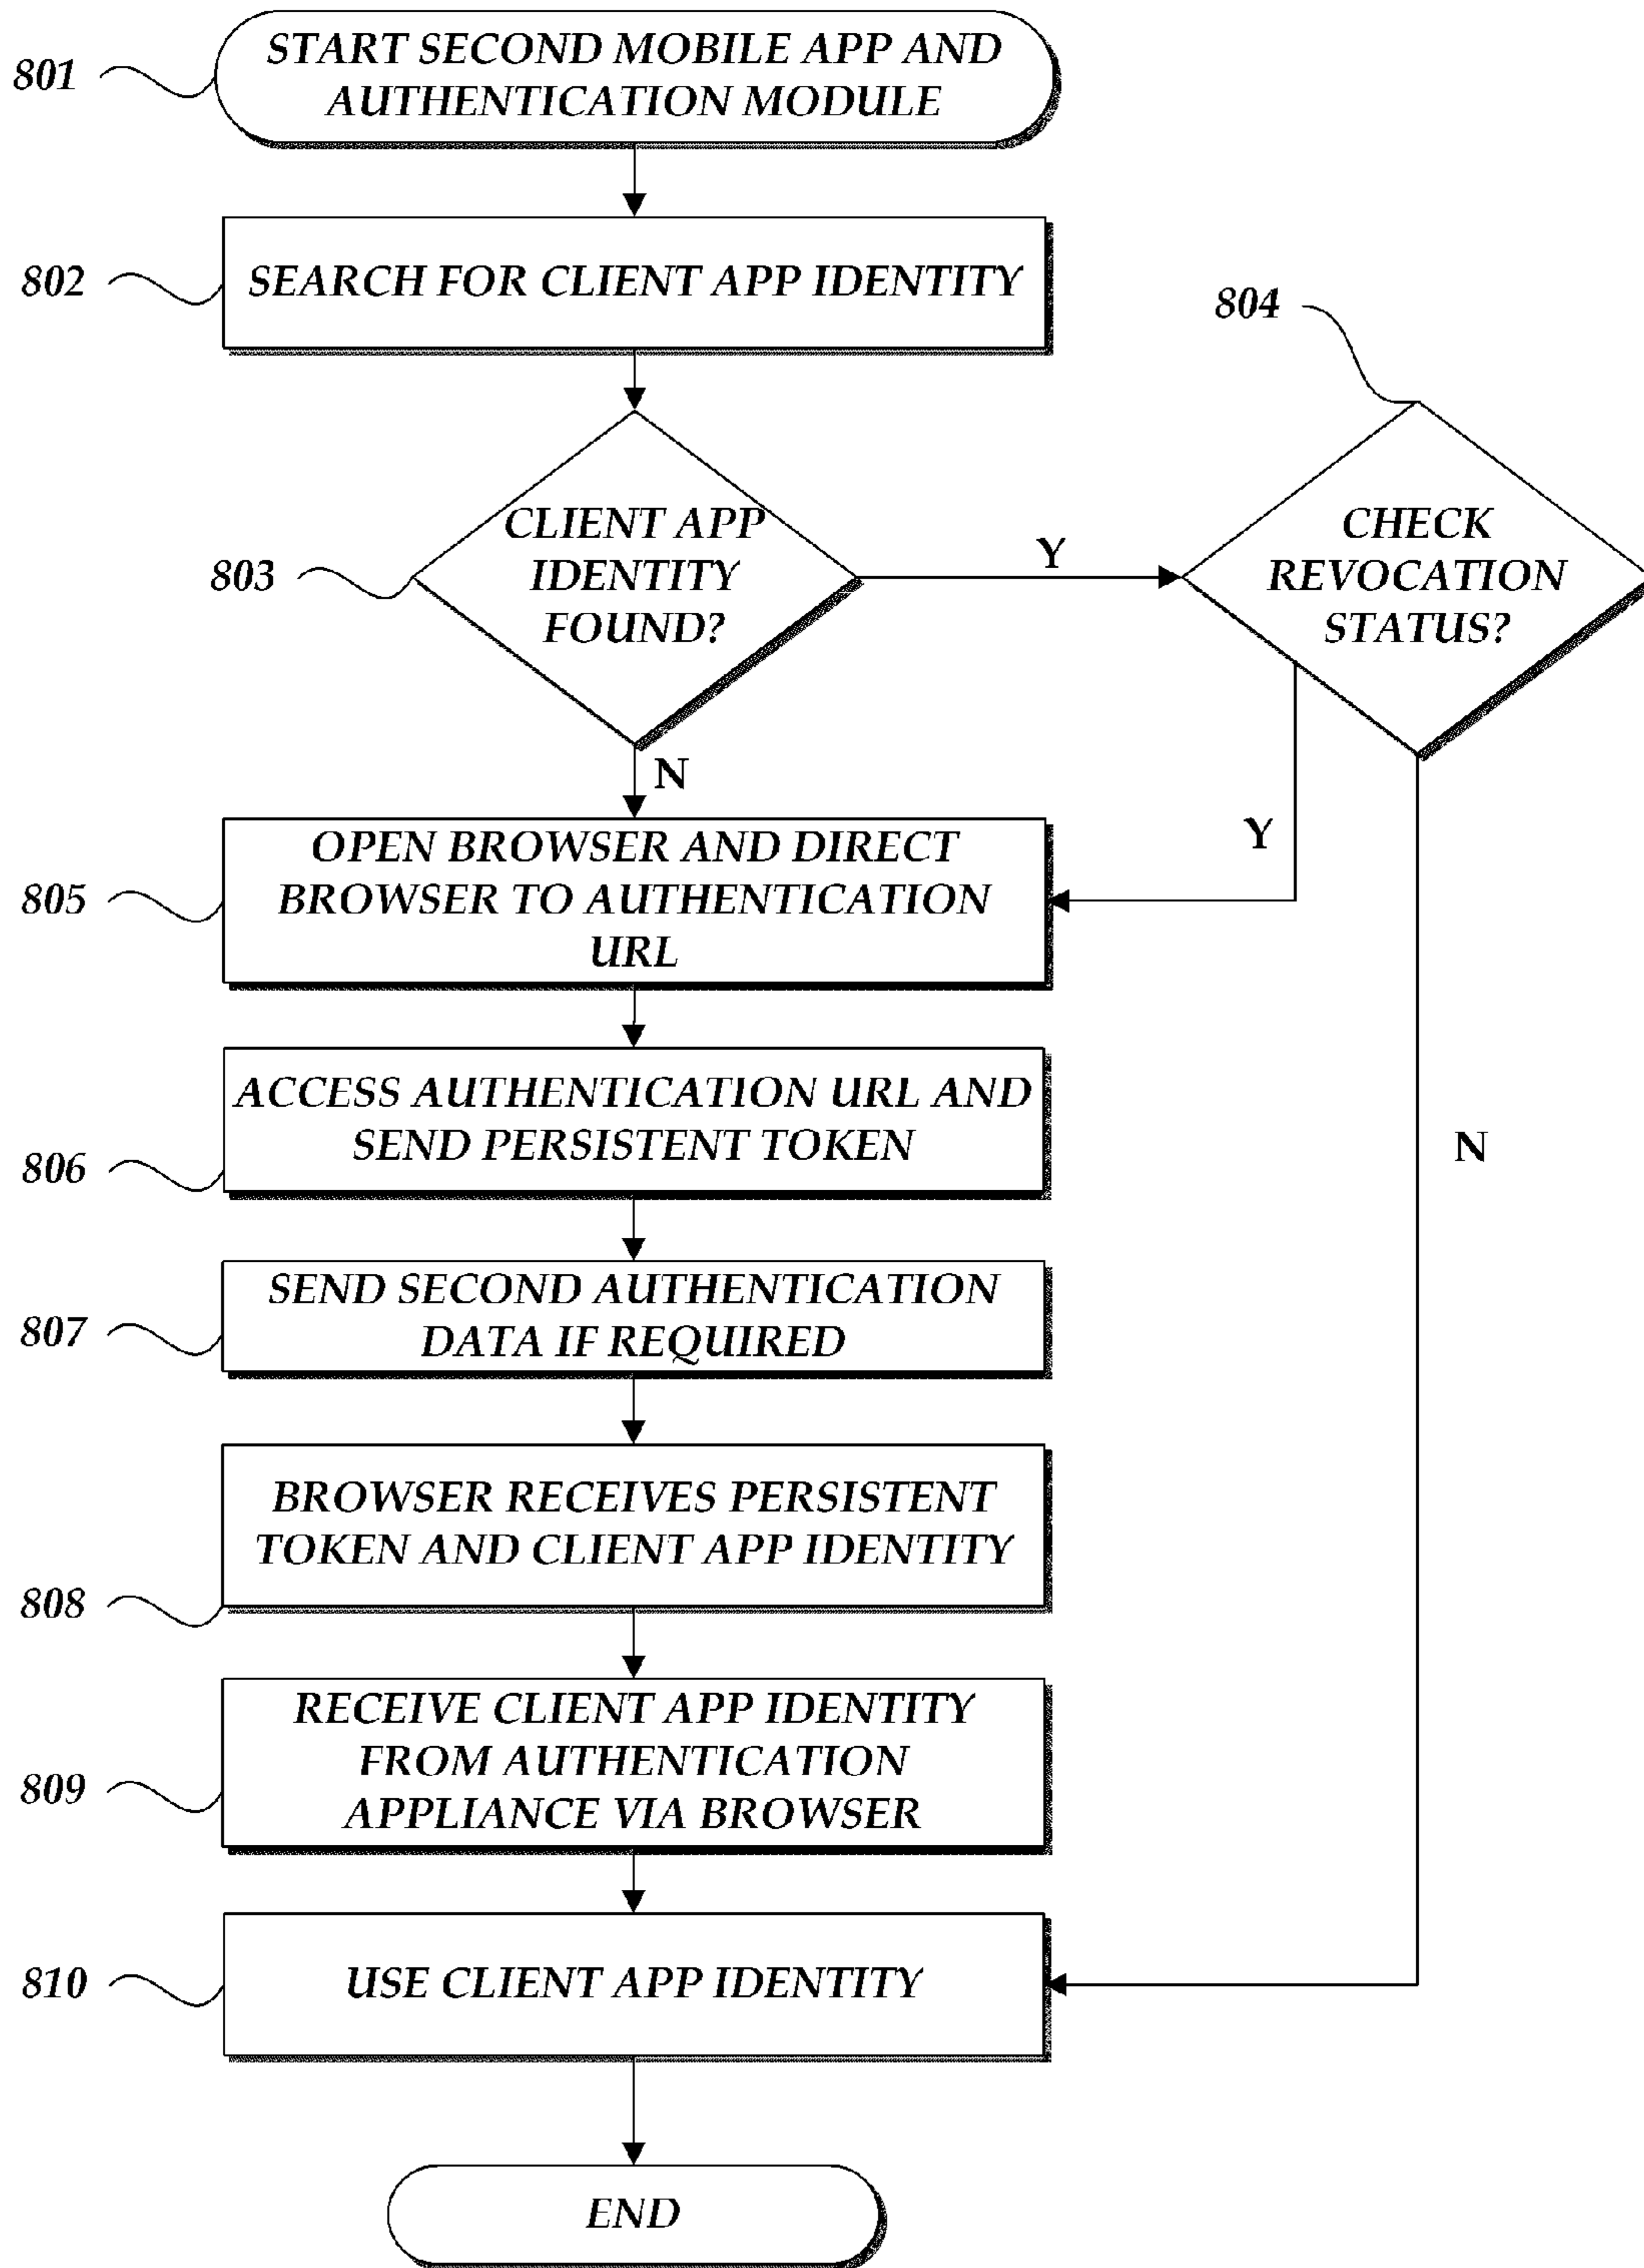 801
START SECOND MOBILE APP AND
AUTHENTICATION MODULE
802
SEARCH FOR CLIENT APP IDENTITY
803
CLIENT APP
IDENTITY
FOUND?
Y
804
CHECK
REVOCATION
STATUS?
N
Y
N
805
OPEN BROWSER AND DIRECT
BROWSER TO AUTHENTICATION
URL
806
ACCESS AUTHENTICATION URL AND
SEND PERSISTENT TOKEN
807
SEND SECOND AUTHENTICATION
DATA IF REQUIRED
808
BROWSER RECEIVES PERSISTENT
TOKEN AND CLIENT APP IDENTITY
809
RECEIVE CLIENT APP IDENTITY
FROM AUTHENTICATION
APPLIANCE VIA BROWSER
810
USE CLIENT APP IDENTITY
END